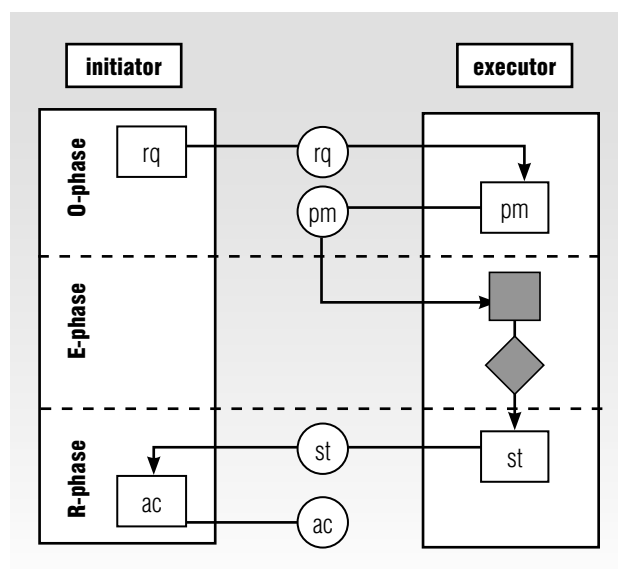 initiator
executor
O-phase
rq
rq
pm
pm
E-phase
R-phase
st
st
ac
ac